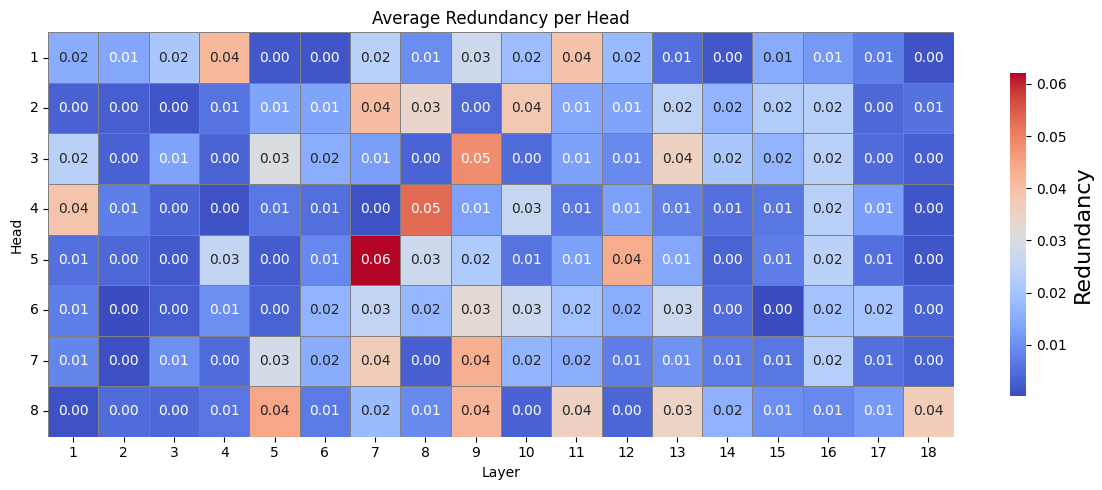 Average Redundancy per Head
1 0.02 0.01 0.02 0.04 0.00 0.00 0.02 0.01 0.03 0.02 0.04 0.02 0.01 0.00 0.01 0.01 0.01 0.00
2 0.00 0.00 0.00 0.01 0.01 0.01 0.04 0.03 0.00 0.04 0.01 0.01 0.02 0.02 0.02 0.02 0.00 0.01
3 0.02 0.00 0.01 0.00 0.03 0.02 0.01 0.00 0.05 0.00 0.01 0.01 0.04 0.02 0.02 0.02 0.00 0.00
4 0.04 0.01 0.00 0.00 0.01 0.01 0.00 0.05 0.01 0.03 0.01 0.01 0.01 0.01 0.01 0.02 0.01 0.00
5 0.01 0.00 0.00 0.03 0.00 0.01 0.06 0.03 0.02 0.01 0.01 0.04 0.01 0.00 0.01 0.02 0.01 0.00
6 0.01 0.00 0.00 0.01 0.00 0.02 0.03 0.02 0.03 0.03 0.02 0.02 0.03 0.00 0.00 0.02 0.02 0.00
7 0.01 0.00 0.01 0.00 0.03 0.02 0.04 0.00 0.04 0.02 0.02 0.01 0.01 0.01 0.01 0.02 0.01 0.00
8 0.00 0.00 0.00 0.01 0.04 0.01 0.02 0.01 0.04 0.00 0.04 0.00 0.03 0.02 0.01 0.01 0.01 0.04
1 2 3 4 5 6 7 8 9 10 11 12 13 14 15 16 17 18
Layer
Head
0.06
0.05
0.04
0.03
0.02
0.01
Redundancy